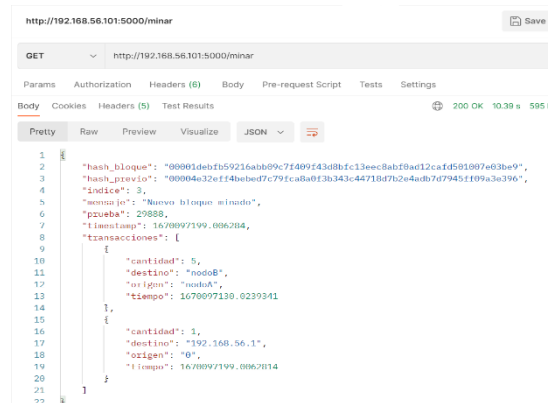 http://192.168.56.101:5000/minar Save
GET http://192.168.56.101:5000/minar
Params Authorization Headers (6) Body Pre-request Script Tests Settings
Body Cookies Headers (5) Test Results 200 OK 10.39 s 595
Pretty Raw Preview Visualize JSON
1 {
2 "hash_bloque": "00001debfb59216abb09c7f409f43d8bfc13eec8abf0ad12cafd501007e03be9",
3 "hash_previo": "00004e32eff4bebed7c79fca8a0f3b343c44718d7b2e4adb7d7945ff09a3e396",
4 "indice": 3,
5 "mensaje": "Nuevo bloque minado",
6 "prueba": 29888,
7 "timestamp": 1670097199.006284,
8 "transacciones": [
9 {
10 "cantidad": 5,
11 "destino": "nodoB",
12 "origen": "nodoA",
13 "tiempo": 1670097130.0239341
14 },
15 {
16 "cantidad": 1,
17 "destino": "192.168.56.1",
18 "origen": "0",
19 "tiempo": 1670097199.0062814
20 }
21 ]
22 }